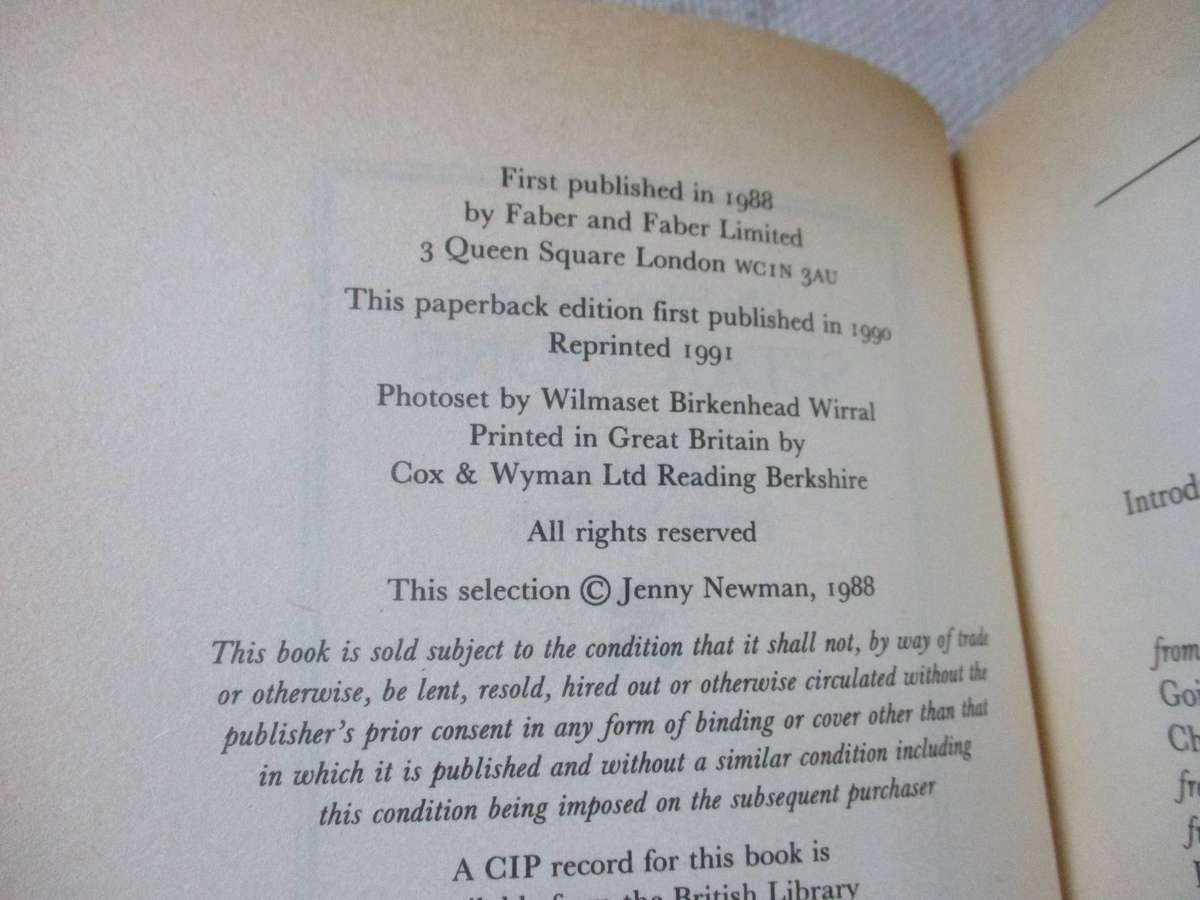 First published in 1988
by Faber and Faber Limited
3 Queen Square London WC1N 3AU
This paperback edition first published in 1990
Reprinted 1991
Photoset by Wilmaset Birkenhead Wirral
Printed in Great Britain by
Cox & Wyman Ltd Reading Berkshire
All rights reserved
This selection © Jenny Newman, 1988
This book is sold subject to the condition that it shall not, by way of trade
or otherwise, be lent, resold, hired out or otherwise circulated without the
publisher's prior consent in any form of binding or cover other than that
in which it is published and without a similar condition including
this condition being imposed on the subsequent purchaser
A CIP record for this book is
from the British Library
Introd
from
Goi
Ch
fr